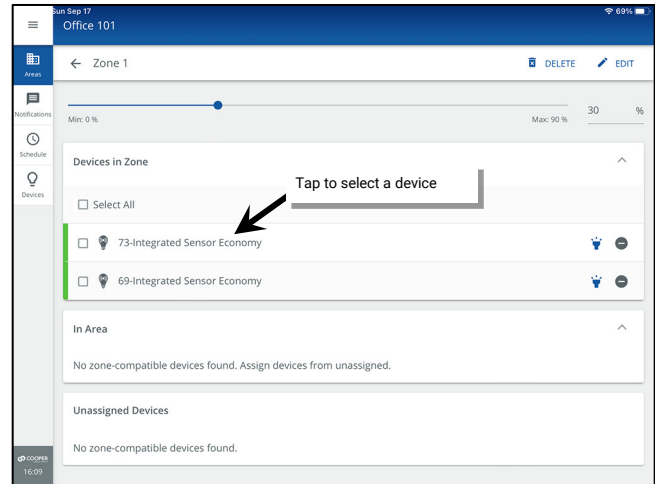 Sun Sep 17
69%
Office 101
Areas
Zone 1
DELETE
EDIT
Notifications
30 %
Min: 0 %
Max: 90 %
Schedule
Devices in Zone
Tap to select a device
Devices
Select All
73-Integrated Sensor Economy
69-Integrated Sensor Economy
In Area
No zone-compatible devices found. Assign devices from unassigned.
Unassigned Devices
No zone-compatible devices found.
COOPER
16:09